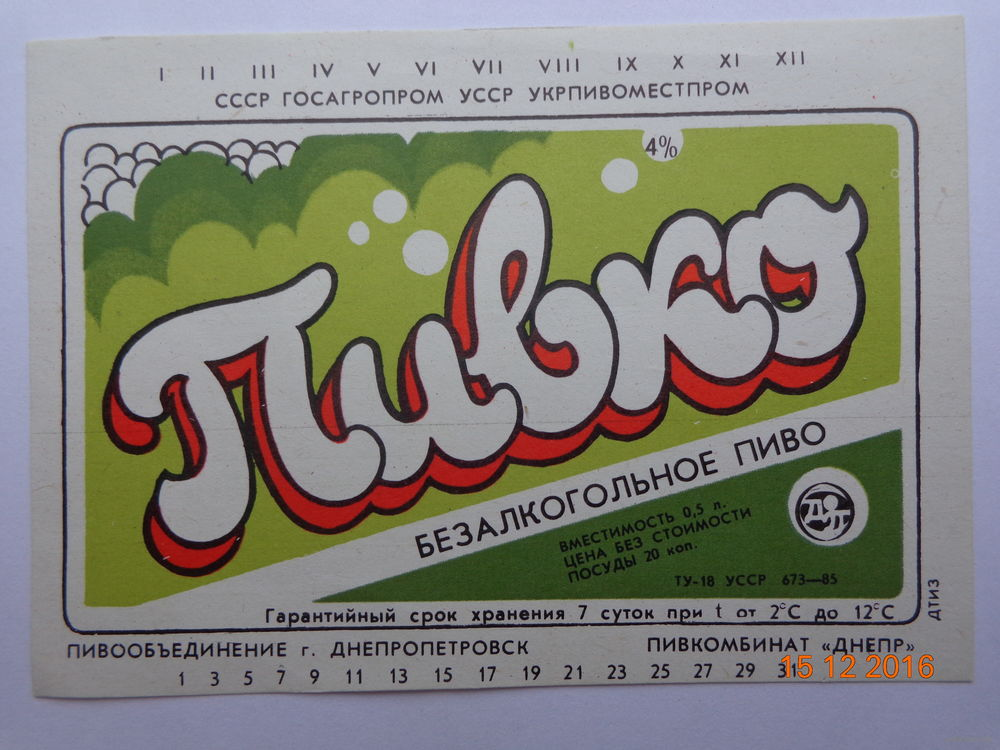 I II III IV V VI VII VIII IX X XI XII
СССР ГОСАГРОПРОМ УССР УКРПИВОМЕСТПРОМ
4%
Пивко
БЕЗАЛКОГОЛЬНОЕ ПИВО
ВМЕСТИМОСТЬ 0,5 л.
ЦЕНА БЕЗ СТОИМОСТИ
ПОСУДЫ 20 коп.
ДП
ТУ-18 УССР 673—85
Гарантийный срок хранения 7 суток при t от 2°С до 12°С
ДТИЗ
ПИВООБЪЕДИНЕНИЕ г. ДНЕПРОПЕТРОВСК ПИВКОМБИНАТ «ДНЕПР»
1 3 5 7 9 11 13 15 17 19 21 23 25 27 29 31
15 12 2016